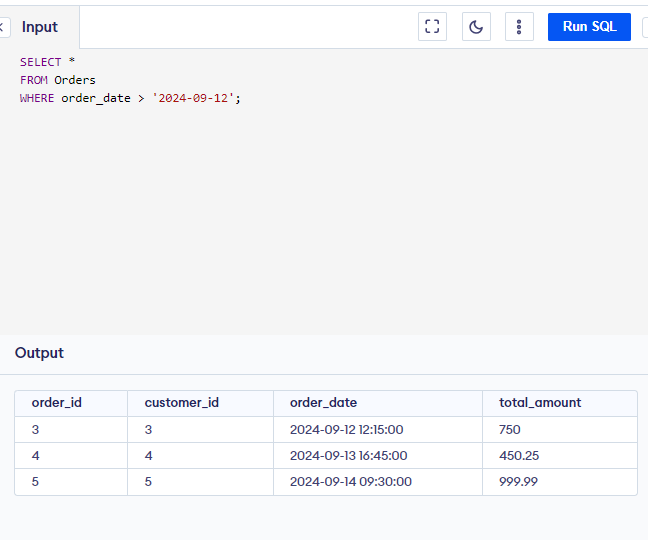 Input
Run SQL
SELECT *
FROM Orders
WHERE order_date > '2024-09-12';
Output
order_id customer_id order_date total_amount
3 3 2024-09-12 12:15:00 750
4 4 2024-09-13 16:45:00 450.25
5 5 2024-09-14 09:30:00 999.99